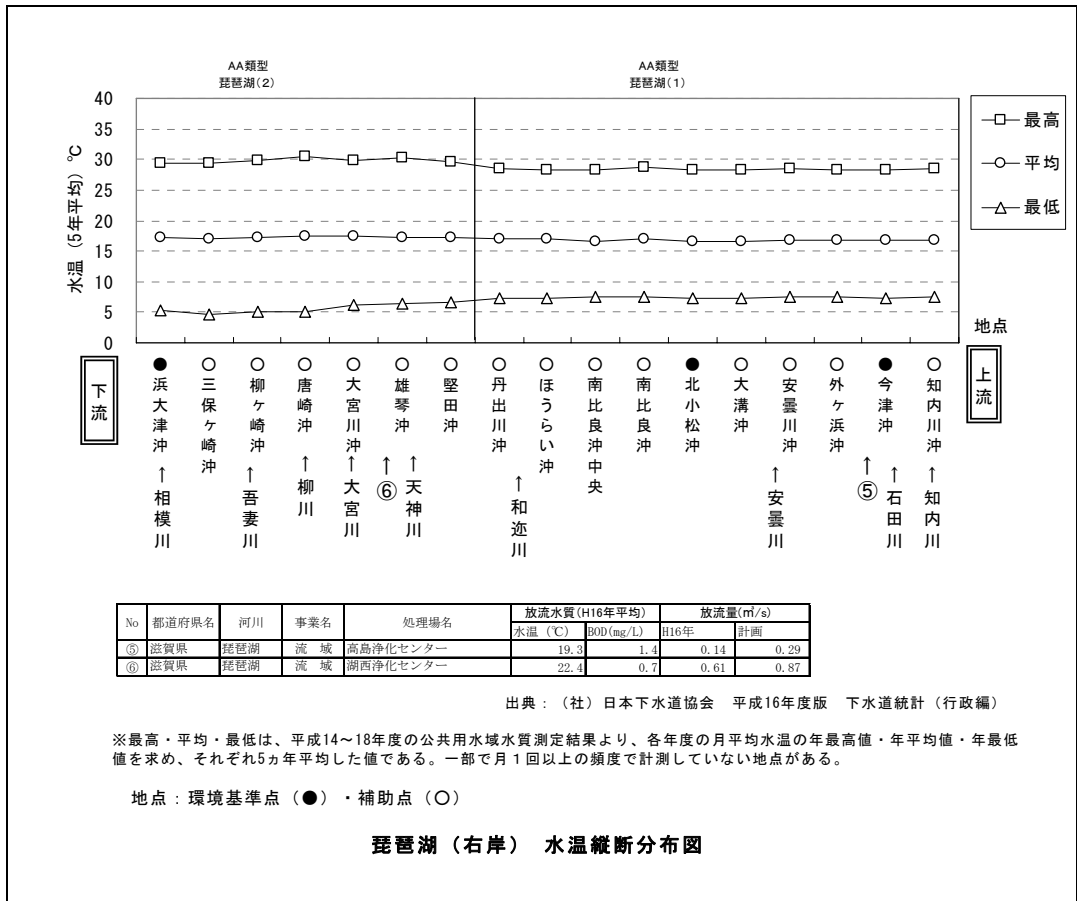 AA類型
琵琶湖(2)
AA類型
琵琶湖(1)
水温 (5年平均) ℃
40
35
30
25
20
15
10
5
0
最高
平均
最低
地点
下流
上流
●浜大津沖
○三保ヶ崎沖
○柳ヶ崎沖
○唐崎沖
○大宮川沖
○雄琴沖
○堅田沖
○丹出川沖
○ほうらい沖
○南比良沖中央
○南比良沖
●北小松沖
○大溝沖
○安曇川沖
○外ヶ浜沖
●今津沖
○知内川沖
↑相模川
↑吾妻川
↑柳川
↑大宮川
↑⑥
↑天神川
↑和迩川
↑安曇川
↑⑤
↑石田川
↑知内川
No 都道府県名 河川 事業名 処理場名 放流水質(H16年平均) 放流量(㎥/s)
水温 (℃) BOD(mg/L) H16年 計画
⑤ 滋賀県 琵琶湖 流 域 高島浄化センター 19.3 1.4 0.14 0.29
⑥ 滋賀県 琵琶湖 流 域 湖西浄化センター 22.4 0.7 0.61 0.87
出典：（社）日本下水道協会 平成16年度版 下水道統計（行政編）
※最高・平均・最低は、平成14～18年度の公共用水域水質測定結果より、各年度の月平均水温の年最高値・年平均値・年最低
値を求め、それぞれ5ヵ年平均した値である。一部で月１回以上の頻度で計測していない地点がある。
地点：環境基準点（●）・補助点（○）
琵琶湖（右岸） 水温縦断分布図